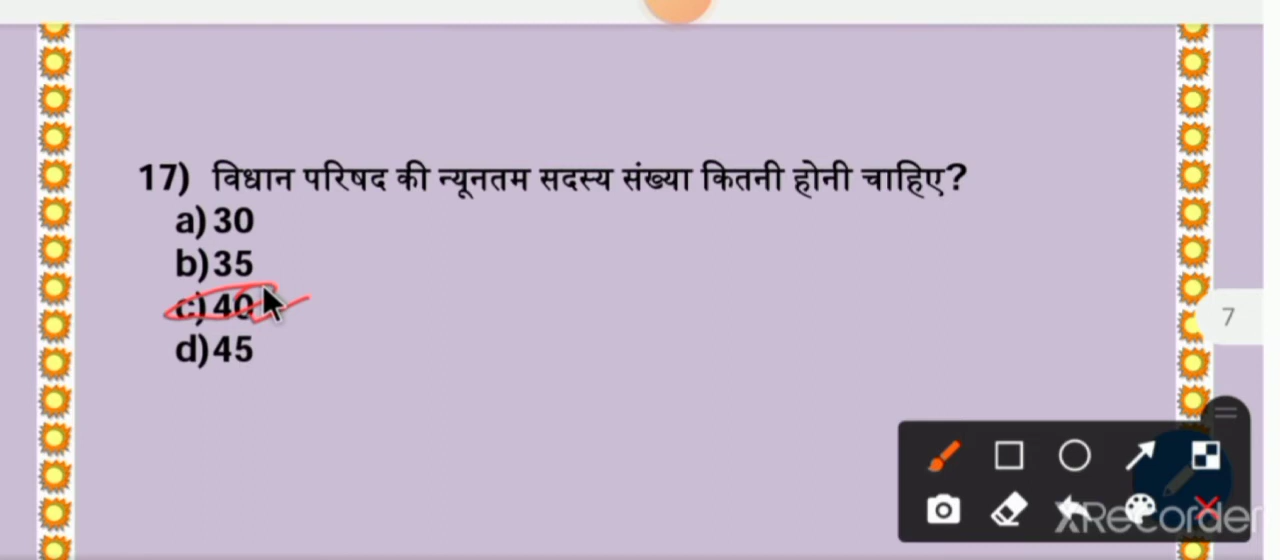 17) विधान परिषद की न्यूनतम सदस्य संख्या कितनी होनी चाहिए?
a) 30
b) 35
c) 40
d) 45
7
XRecorder